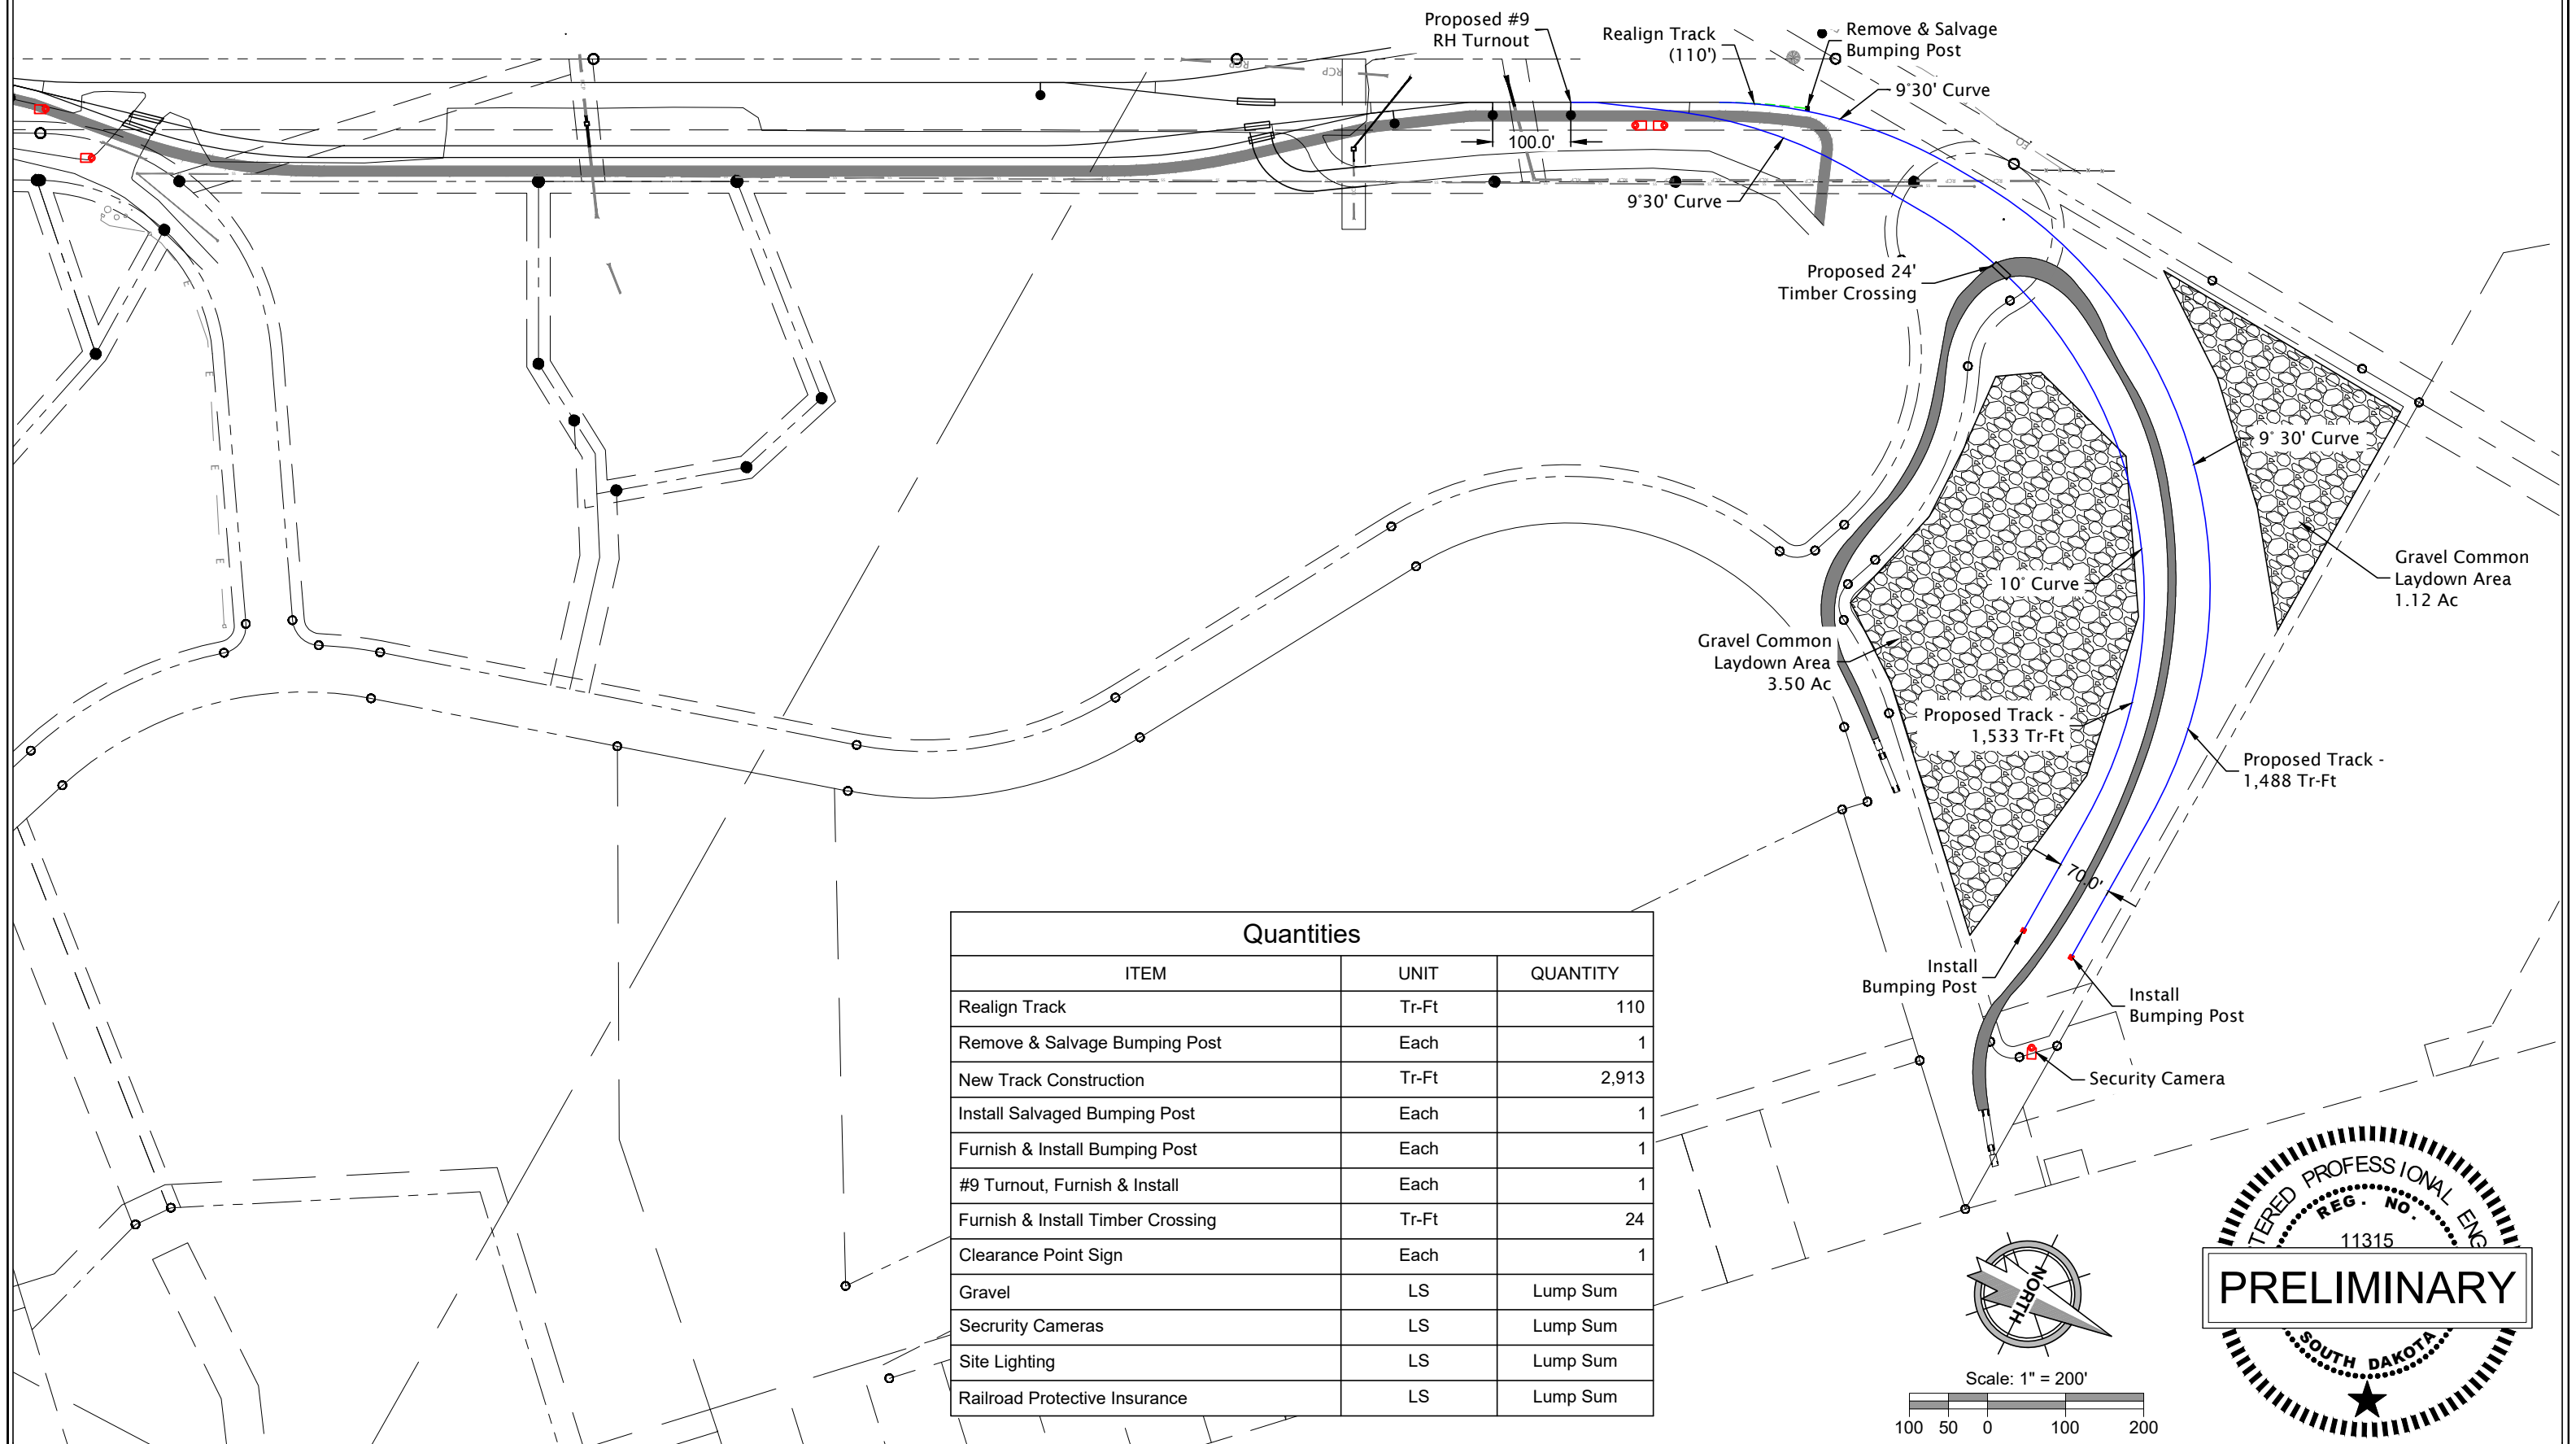 Proposed #9
RH Turnout
Realign Track
(110')
Remove & Salvage
Bumping Post
9°30' Curve
RCP
RCP
100.0'
9°30' Curve
Proposed 24'
Timber Crossing
9° 30' Curve
Gravel Common
Laydown Area
1.12 Ac
10° Curve
Gravel Common
Laydown Area
3.50 Ac
Proposed Track -
1,533 Tr-Ft
Proposed Track -
1,488 Tr-Ft
70.0'
Install
Bumping Post
Install
Bumping Post
Security Camera
E
E
E
E
Quantities
ITEM UNIT QUANTITY
Realign Track Tr-Ft 110
Remove & Salvage Bumping Post Each 1
New Track Construction Tr-Ft 2,913
Install Salvaged Bumping Post Each 1
Furnish & Install Bumping Post Each 1
#9 Turnout, Furnish & Install Each 1
Furnish & Install Timber Crossing Tr-Ft 24
Clearance Point Sign Each 1
Gravel LS Lump Sum
Secrurity Cameras LS Lump Sum
Site Lighting LS Lump Sum
Railroad Protective Insurance LS Lump Sum
NORTH
Scale: 1" = 200'
100 50 0 100 200
TERED PROFESSIONAL ENG
REG. NO.
11315
PRELIMINARY
SOUTH DAKOTA